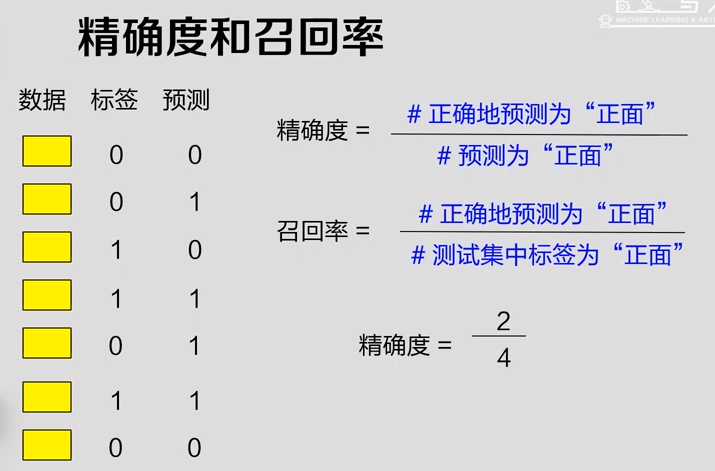 MACHINE LEARNING & ART
精确度和召回率
数据 标签 预测
0 0
0 1
1 0
1 1
0 1
1 1
0 0
精确度 =
# 正确地预测为“正面”
# 预测为“正面”
召回率 =
# 正确地预测为“正面”
# 测试集中标签为“正面”
精确度 =
2
4